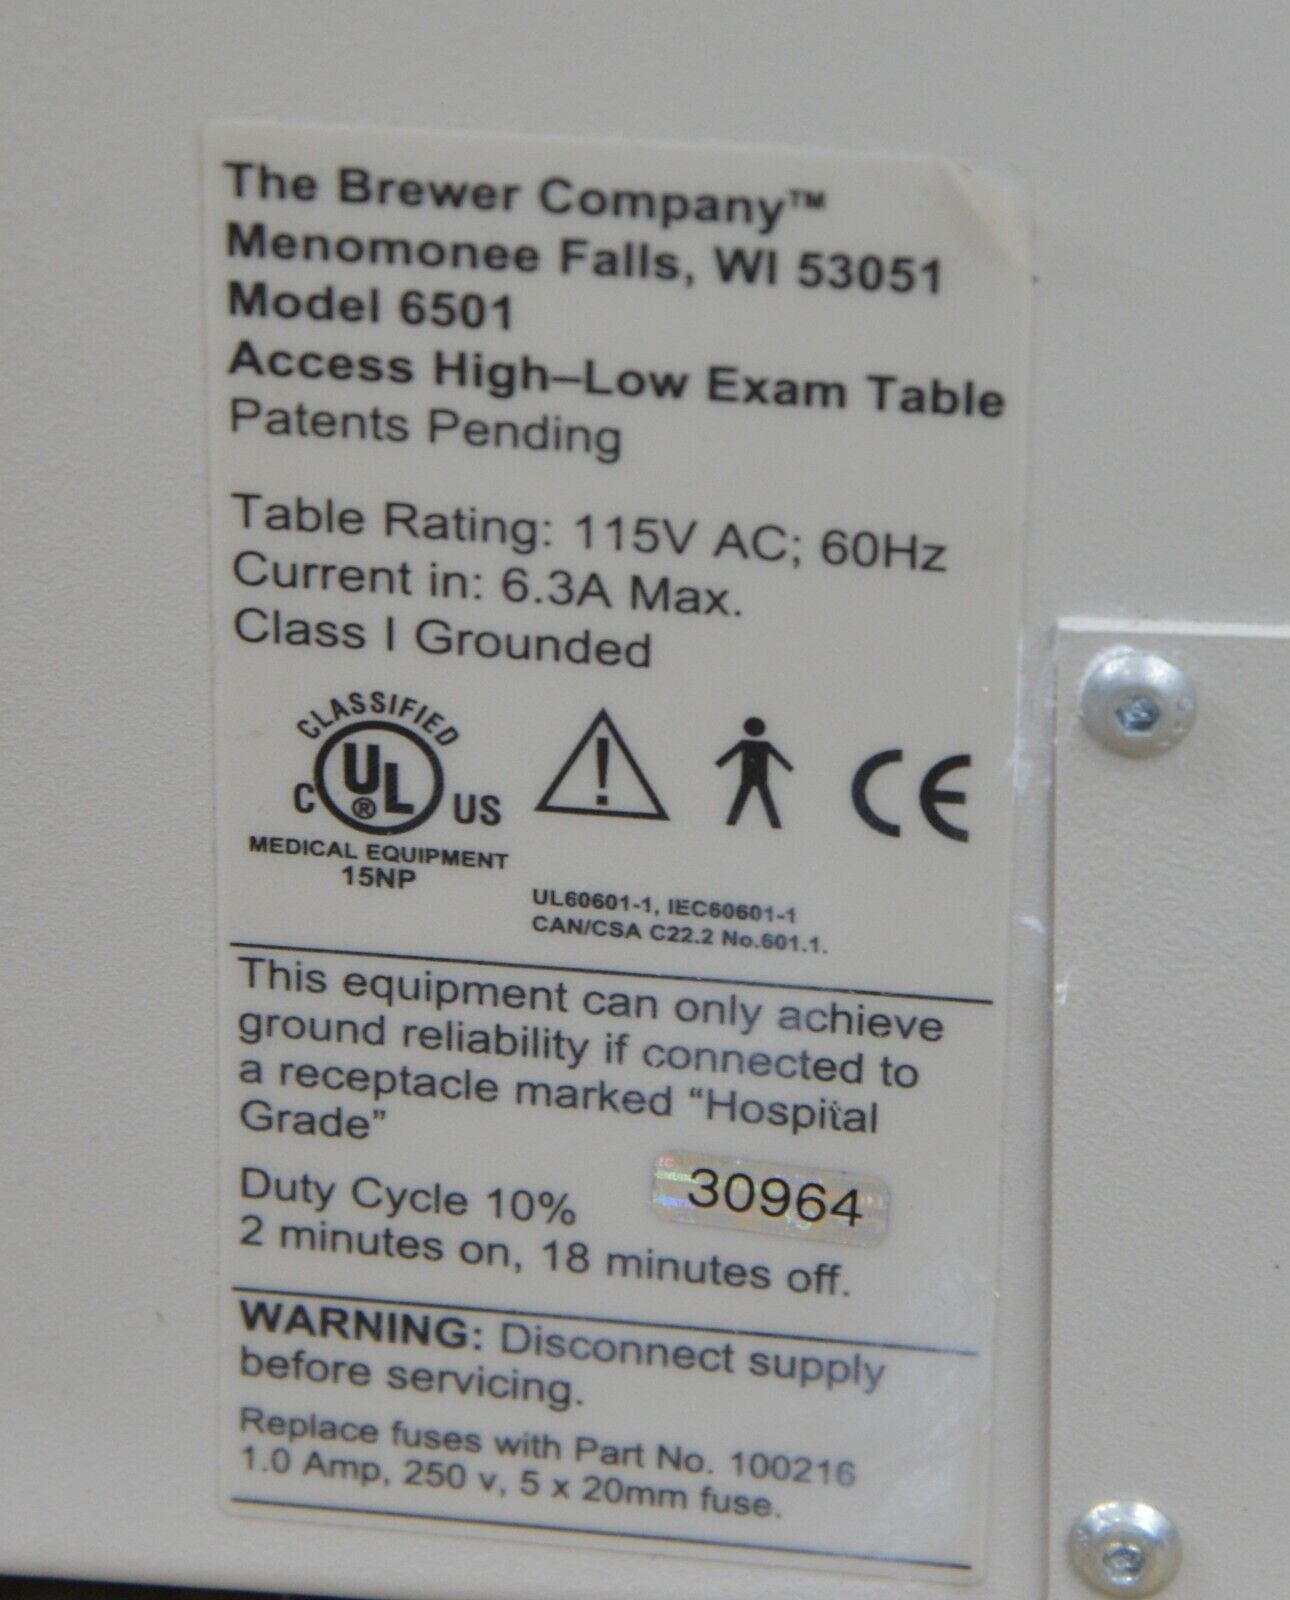 The Brewer Company™
Menomonee Falls, WI 53051
Model 6501
Access High–Low Exam Table
Patents Pending
Table Rating: 115V AC; 60Hz
Current in: 6.3A Max.
Class I Grounded
CLASSIFIED
C UL ® US
MEDICAL EQUIPMENT
15NP
! CE
UL60601-1, IEC60601-1
CAN/CSA C22.2 No.601.1.
This equipment can only achieve
ground reliability if connected to
a receptacle marked “Hospital
Grade”
30964
Duty Cycle 10%
2 minutes on, 18 minutes off.
WARNING: Disconnect supply
before servicing.
Replace fuses with Part No. 100216
1.0 Amp, 250 v, 5 x 20mm fuse.